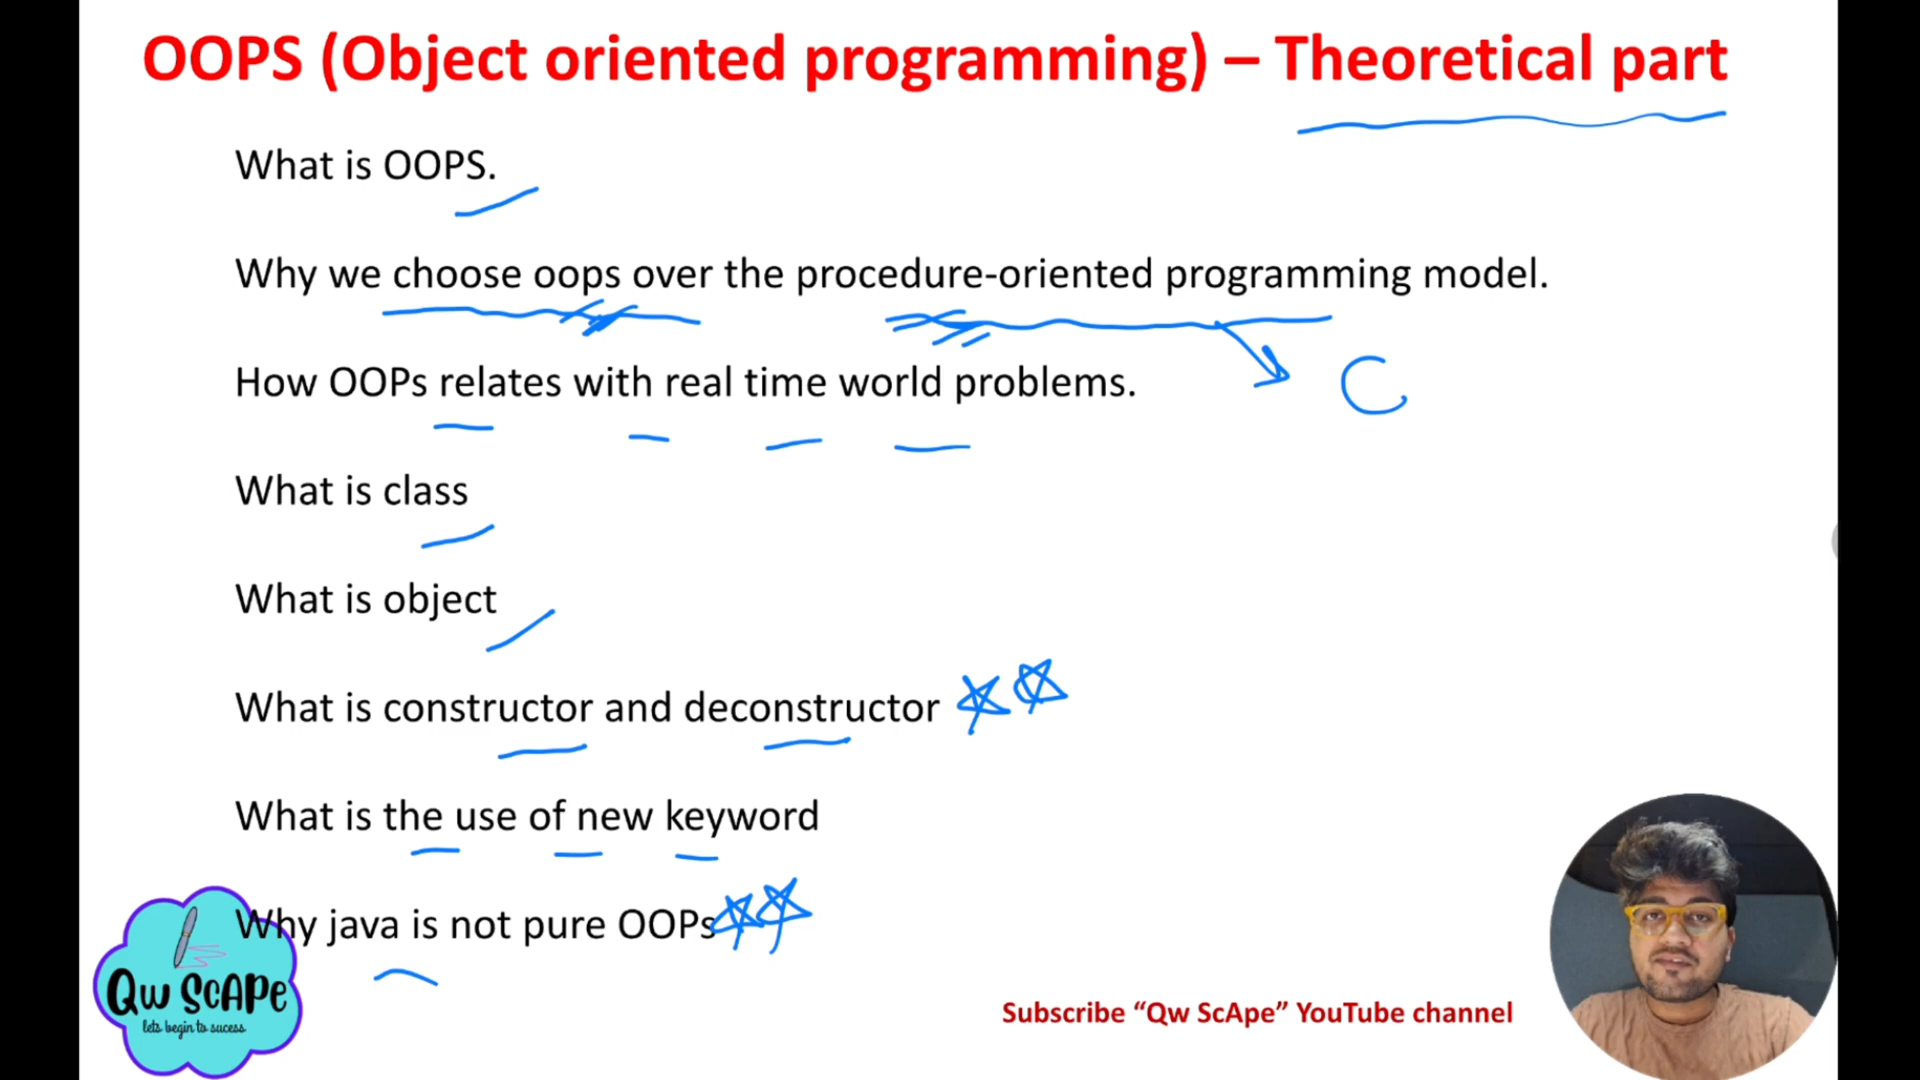 OOPS (Object oriented programming) – Theoretical part
What is OOPS.
Why we choose oops over the procedure-oriented programming model.
How OOPs relates with real time world problems.
C
What is class
What is object
What is constructor and deconstructor
What is the use of new keyword
Why java is not pure OOPs
Qw ScAPe
lets begin to sucess
Subscribe “Qw ScApe” YouTube channel